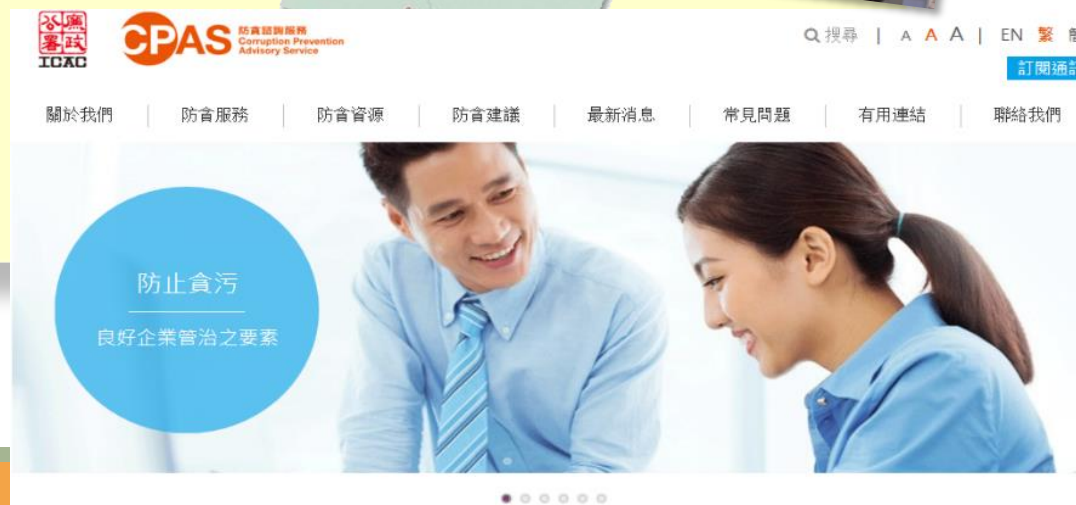 廉政公署
ICAC
CPAS 防貪諮詢服務
Corruption Prevention
Advisory Service
搜尋 | A A A | EN 繁 簡
訂閱通訊
關於我們 | 防貪服務 | 防貪資源 | 防貪建議 | 最新消息 | 常見問題 | 有用連結 | 聯絡我們
防止貪污
良好企業管治之要素